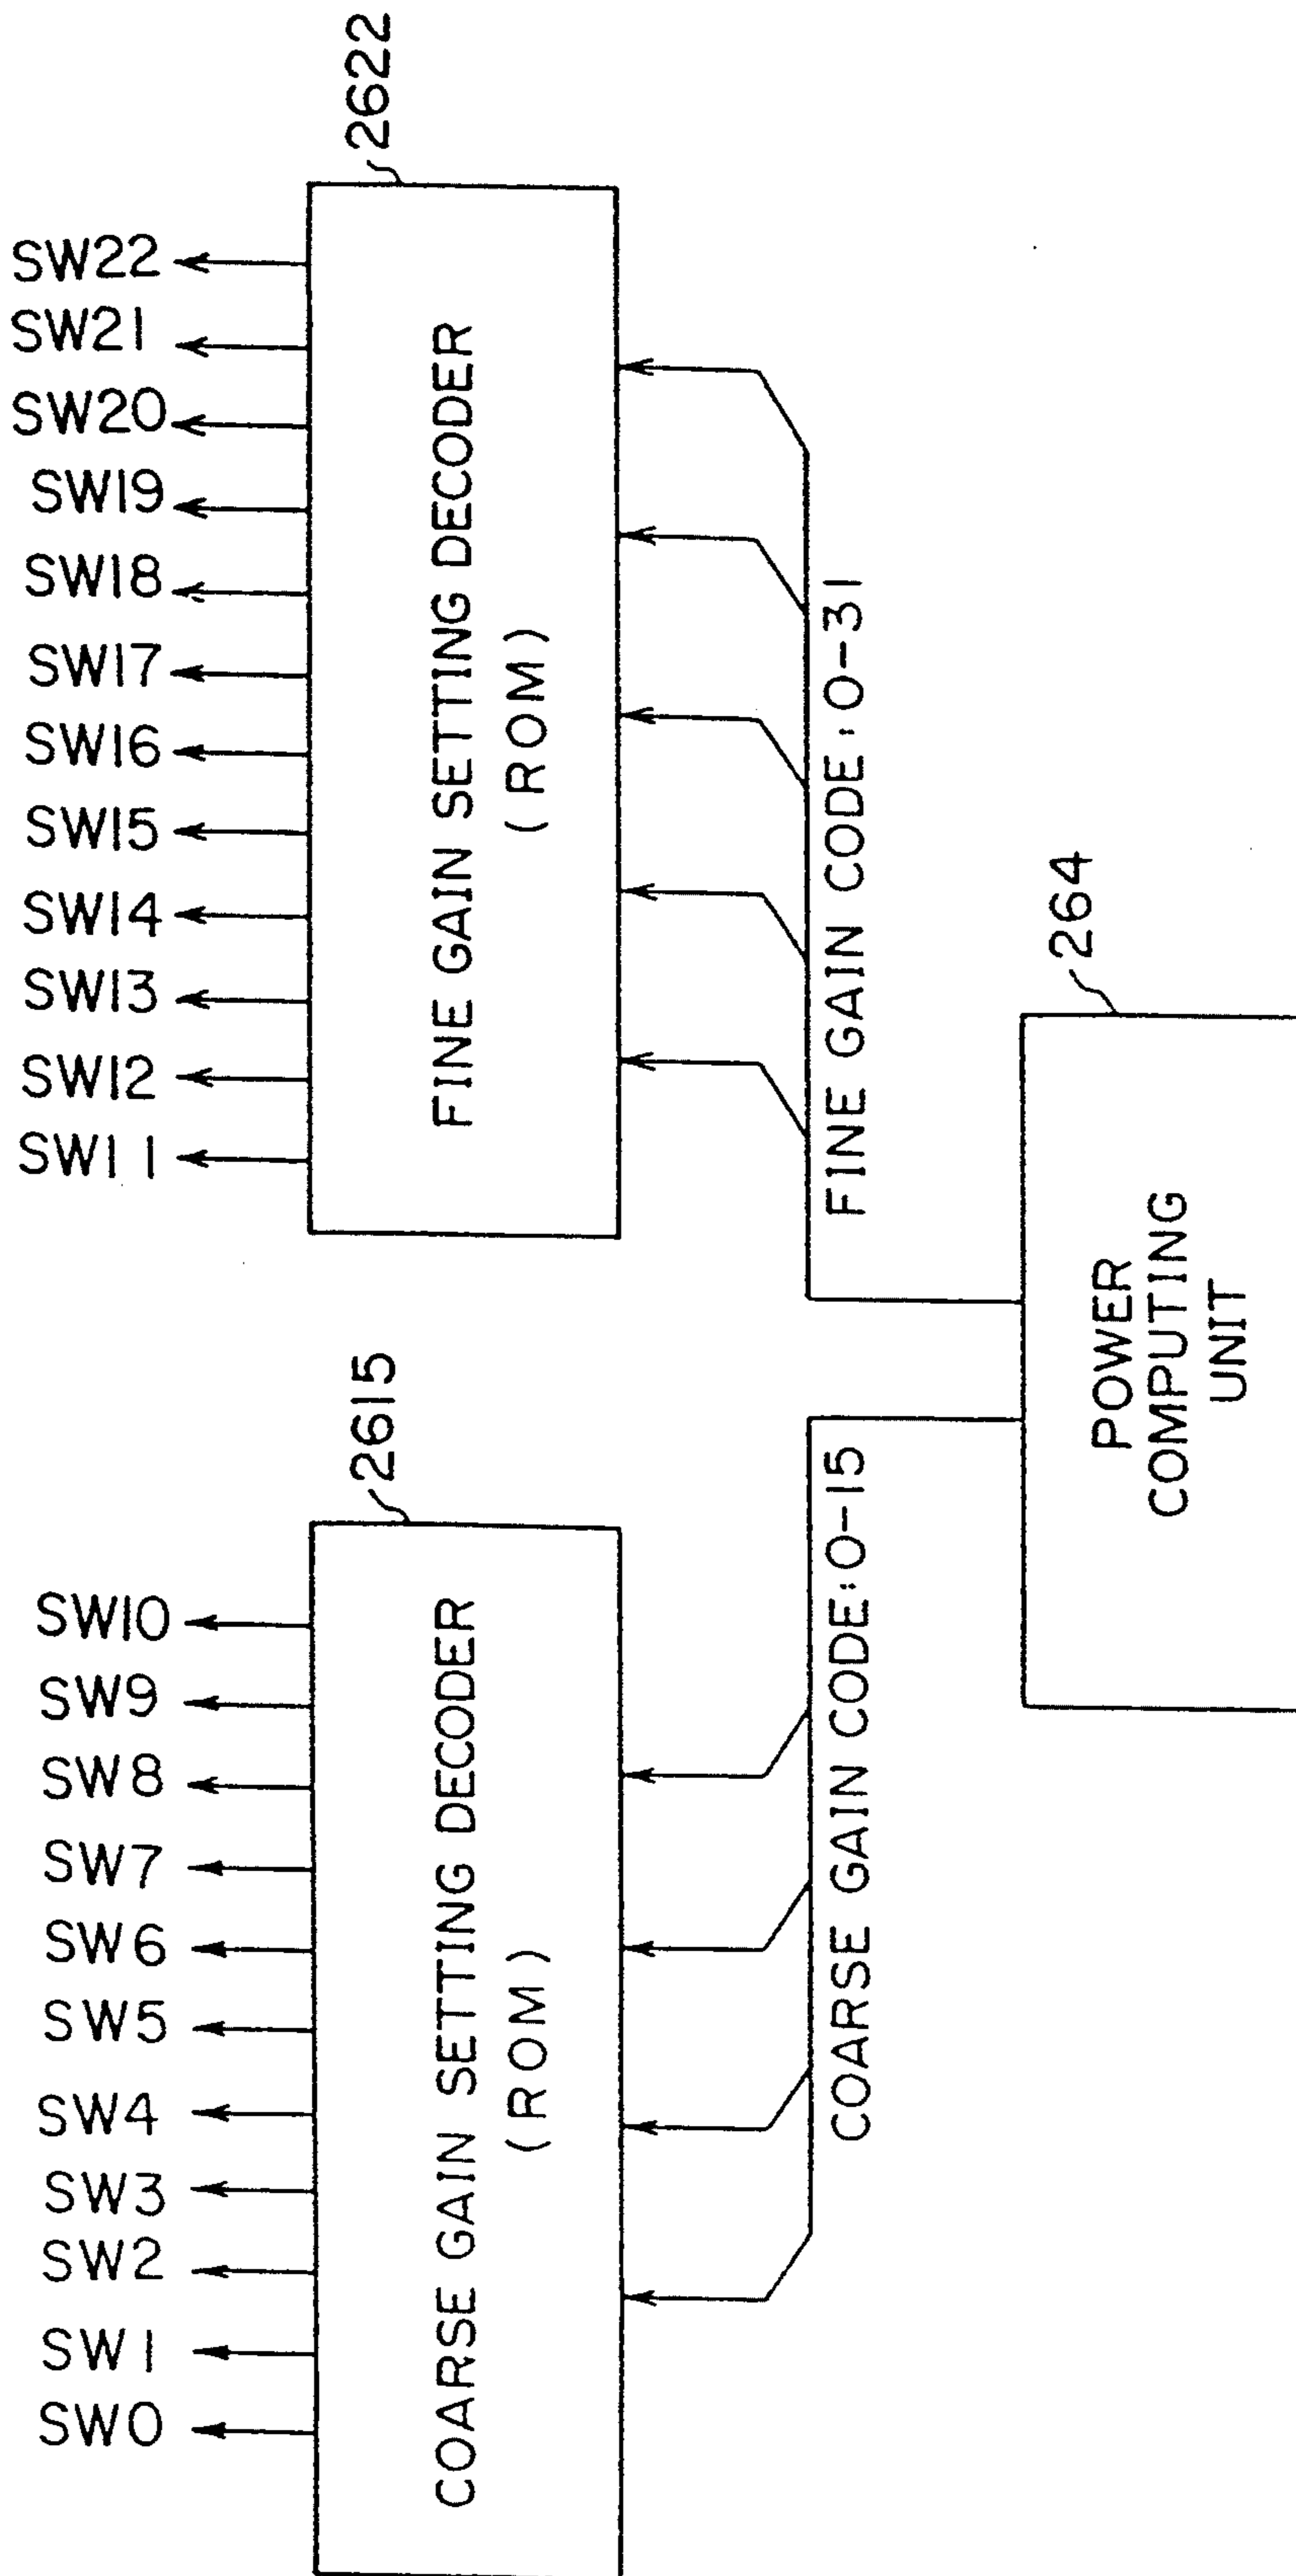 SW0
SW1
SW2
SW3
SW4
SW5
SW6
SW7
SW8
SW9
SW10
SW11
SW12
SW13
SW14
SW15
SW16
SW17
SW18
SW19
SW20
SW21
SW22
2615
COARSE GAIN SETTING DECODER
(ROM)
2622
FINE GAIN SETTING DECODER
(ROM)
COARSE GAIN CODE:0-15
FINE GAIN CODE:0-31
264
POWER
COMPUTING
UNIT